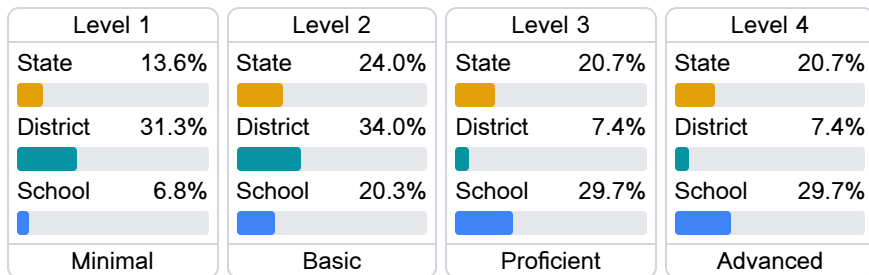 Level 1
State 13.6%
District 31.3%
School 6.8%
Minimal
Level 2
State 24.0%
District 34.0%
School 20.3%
Basic
Level 3
State 20.7%
District 7.4%
School 29.7%
Proficient
Level 4
State 20.7%
District 7.4%
School 29.7%
Advanced